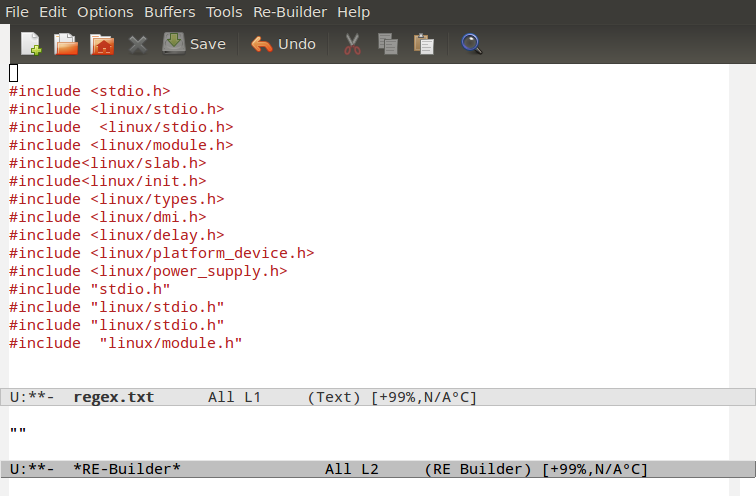 File Edit Options Buffers Tools Re-Builder Help
Save Undo
#include <stdio.h>
#include <linux/stdio.h>
#include  <linux/stdio.h>
#include <linux/module.h>
#include<linux/slab.h>
#include<linux/init.h>
#include <linux/types.h>
#include <linux/dmi.h>
#include <linux/delay.h>
#include <linux/platform_device.h>
#include <linux/power_supply.h>
#include "stdio.h"
#include "linux/stdio.h"
#include "linux/stdio.h"
#include  "linux/module.h"
U:**-  regex.txt      All L1     (Text) [+99%,N/A°C]
""
U:**-  *RE-Builder*                All L2     (RE Builder) [+99%,N/A°C]